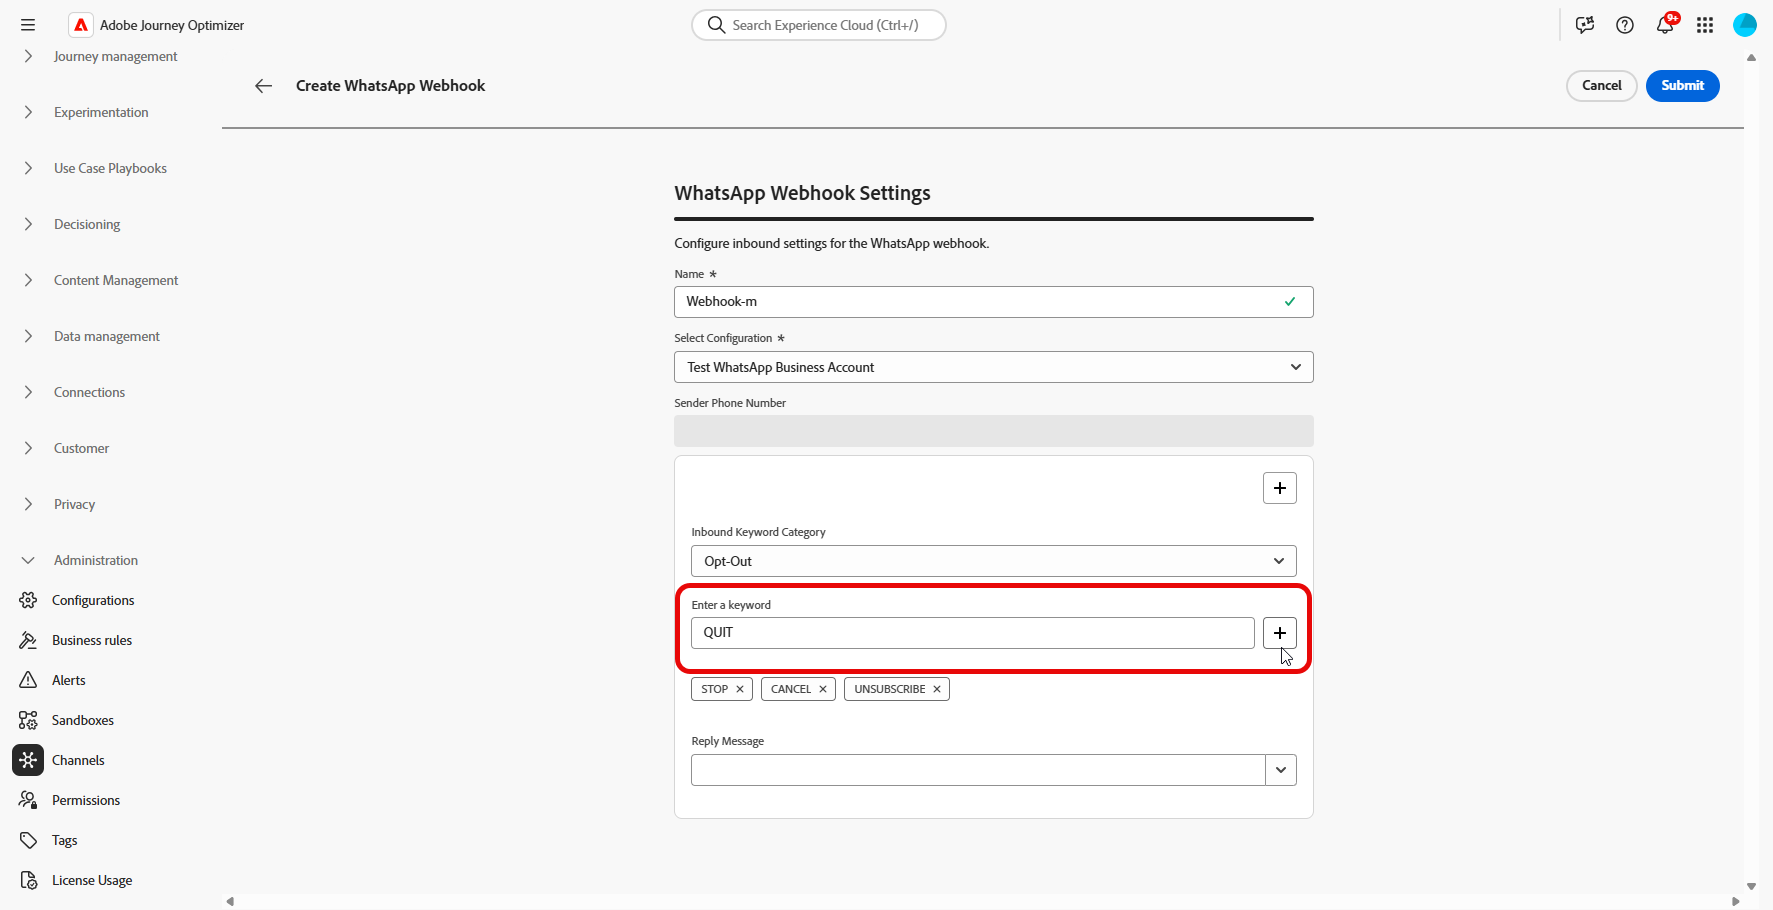 Adobe Journey Optimizer
Search Experience Cloud (Ctrl+/)
9+
Journey management
Experimentation
Use Case Playbooks
Decisioning
Content Management
Data management
Connections
Customer
Privacy
Administration
Configurations
Business rules
Alerts
Sandboxes
Channels
Permissions
Tags
License Usage
Create WhatsApp Webhook
Cancel
Submit
WhatsApp Webhook Settings
Configure inbound settings for the WhatsApp webhook.
Name *
Webhook-m
Select Configuration *
Test WhatsApp Business Account
Sender Phone Number
Inbound Keyword Category
Opt-Out
Enter a keyword
QUIT
STOP CANCEL UNSUBSCRIBE
Reply Message